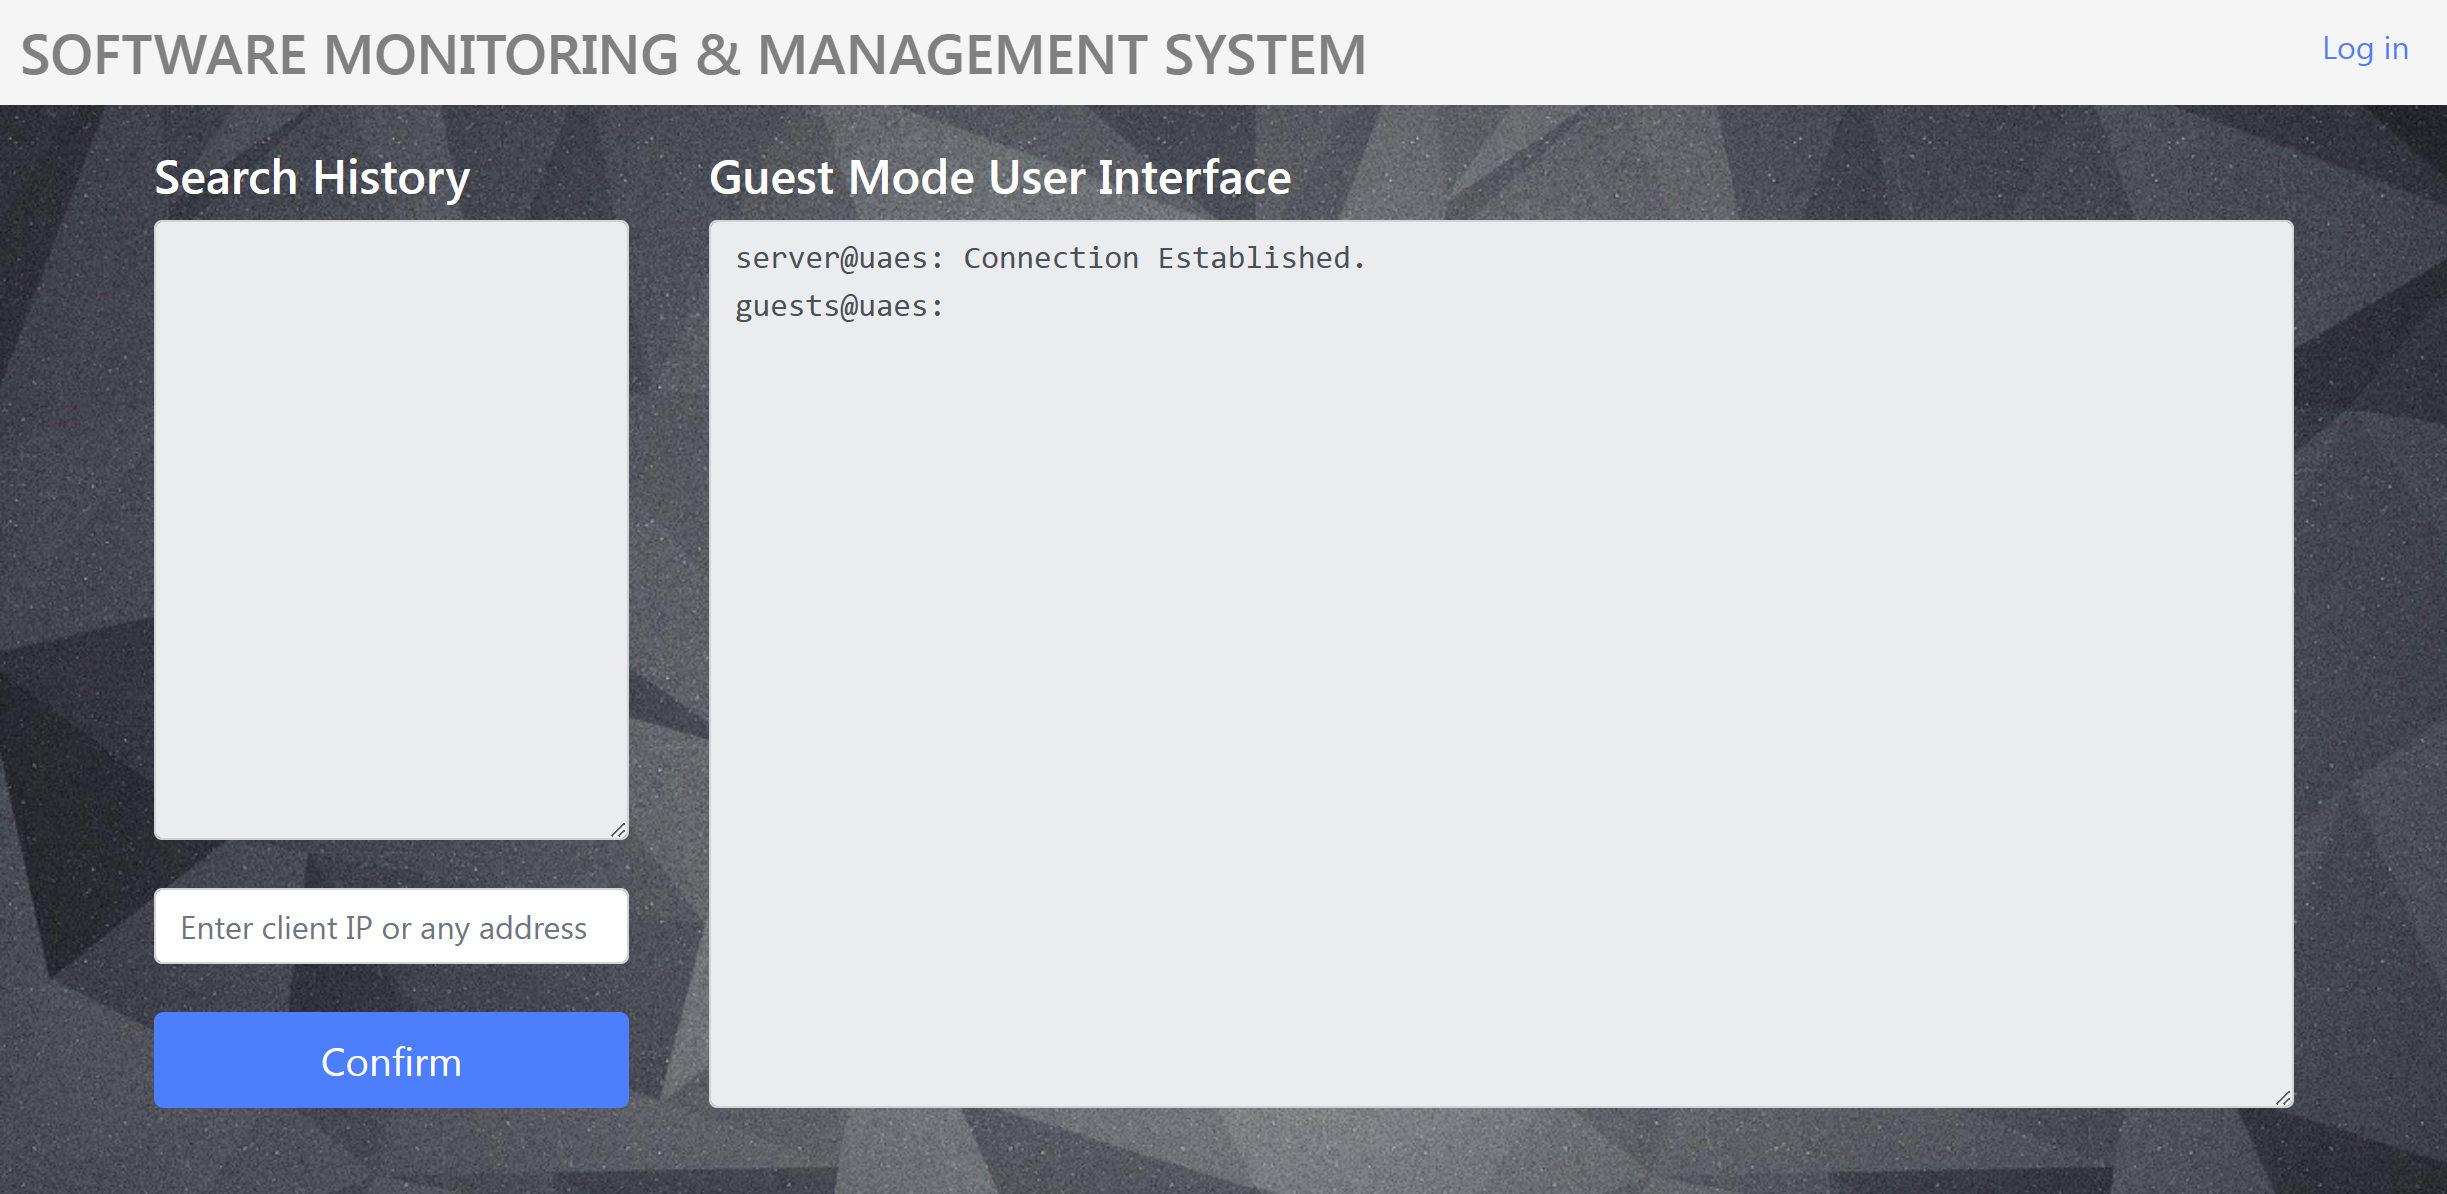 SOFTWARE MONITORING & MANAGEMENT SYSTEM
Log in
Search History
Enter client IP or any address
Confirm
Guest Mode User Interface
server@uaes: Connection Established.
guests@uaes: